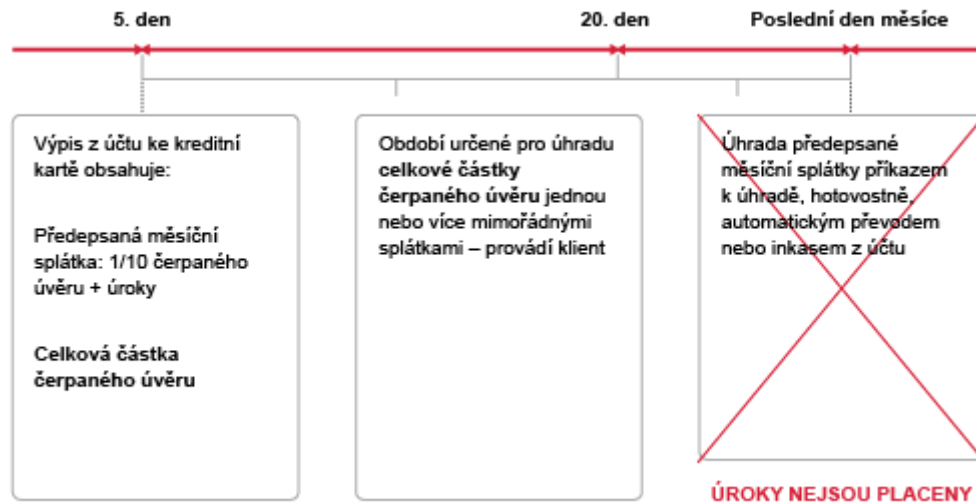 5. den
20. den
Poslední den měsíce
Výpis z účtu ke kreditní
kartě obsahuje:
Předepsaná měsíční
splátka: 1/10 čerpaného
úvěru + úroky
Celková částka
čerpaného úvěru
Období určené pro úhradu
celkové částky
čerpaného úvěru jednou
nebo více mimořádnými
splátkami – provádí klient
Úhrada předepsané
měsíční splátky příkazem
k úhradě, hotovostně,
automatickým převodem
nebo inkasem z účtu
ÚROKY NEJSOU PLACENY